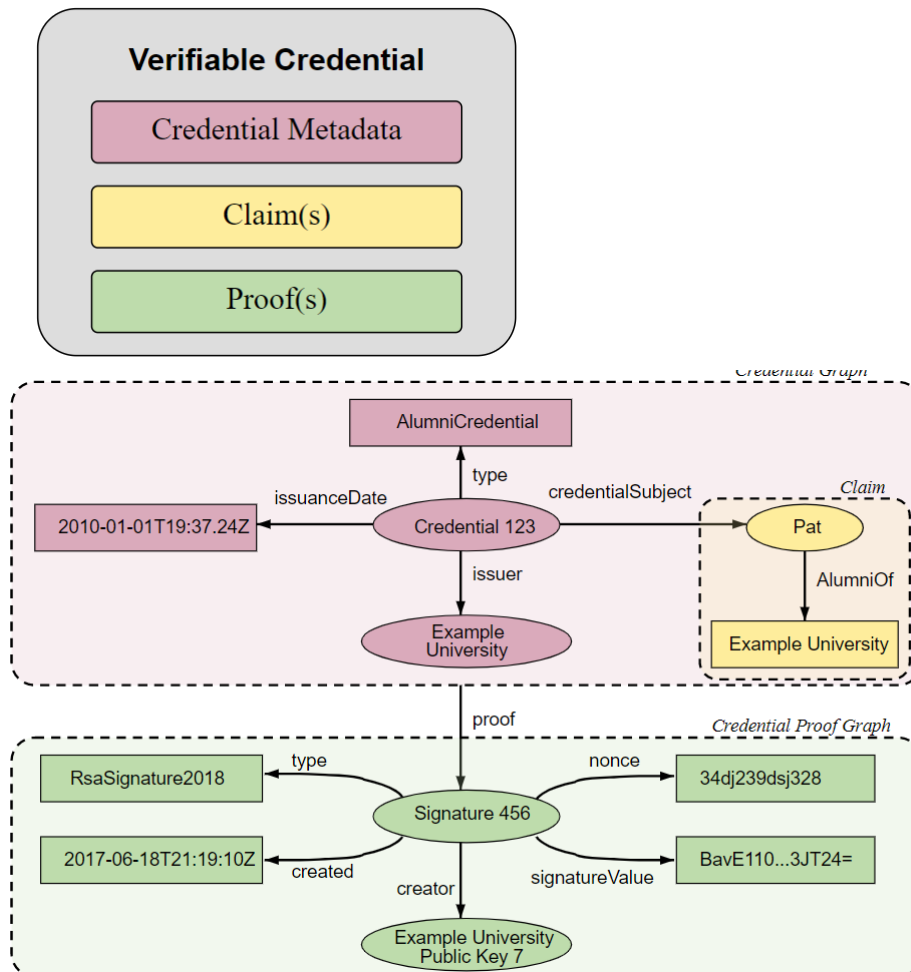 Verifiable Credential
Credential Metadata
Claim(s)
Proof(s)
Credential Graph
AlumniCredential
type
issuanceDate
credentialSubject
Claim
2010-01-01T19:37.24Z
Credential 123
Pat
issuer
AlumniOf
Example
University
Example University
proof
Credential Proof Graph
type
nonce
RsaSignature2018
34dj239dsj328
Signature 456
2017-06-18T21:19:10Z
BavE110...3JT24=
created
signatureValue
creator
Example University
Public Key 7